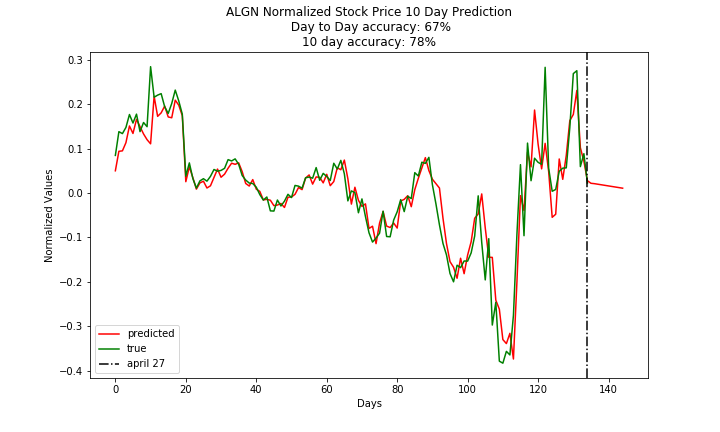 ALGN Normalized Stock Price 10 Day Prediction
Day to Day accuracy: 67%
10 day accuracy: 78%
0.3
0.2
0.1
0.0
−0.1
−0.2
−0.3
−0.4
Normalized Values
predicted
true
april 27
0 20 40 60 80 100 120 140
Days